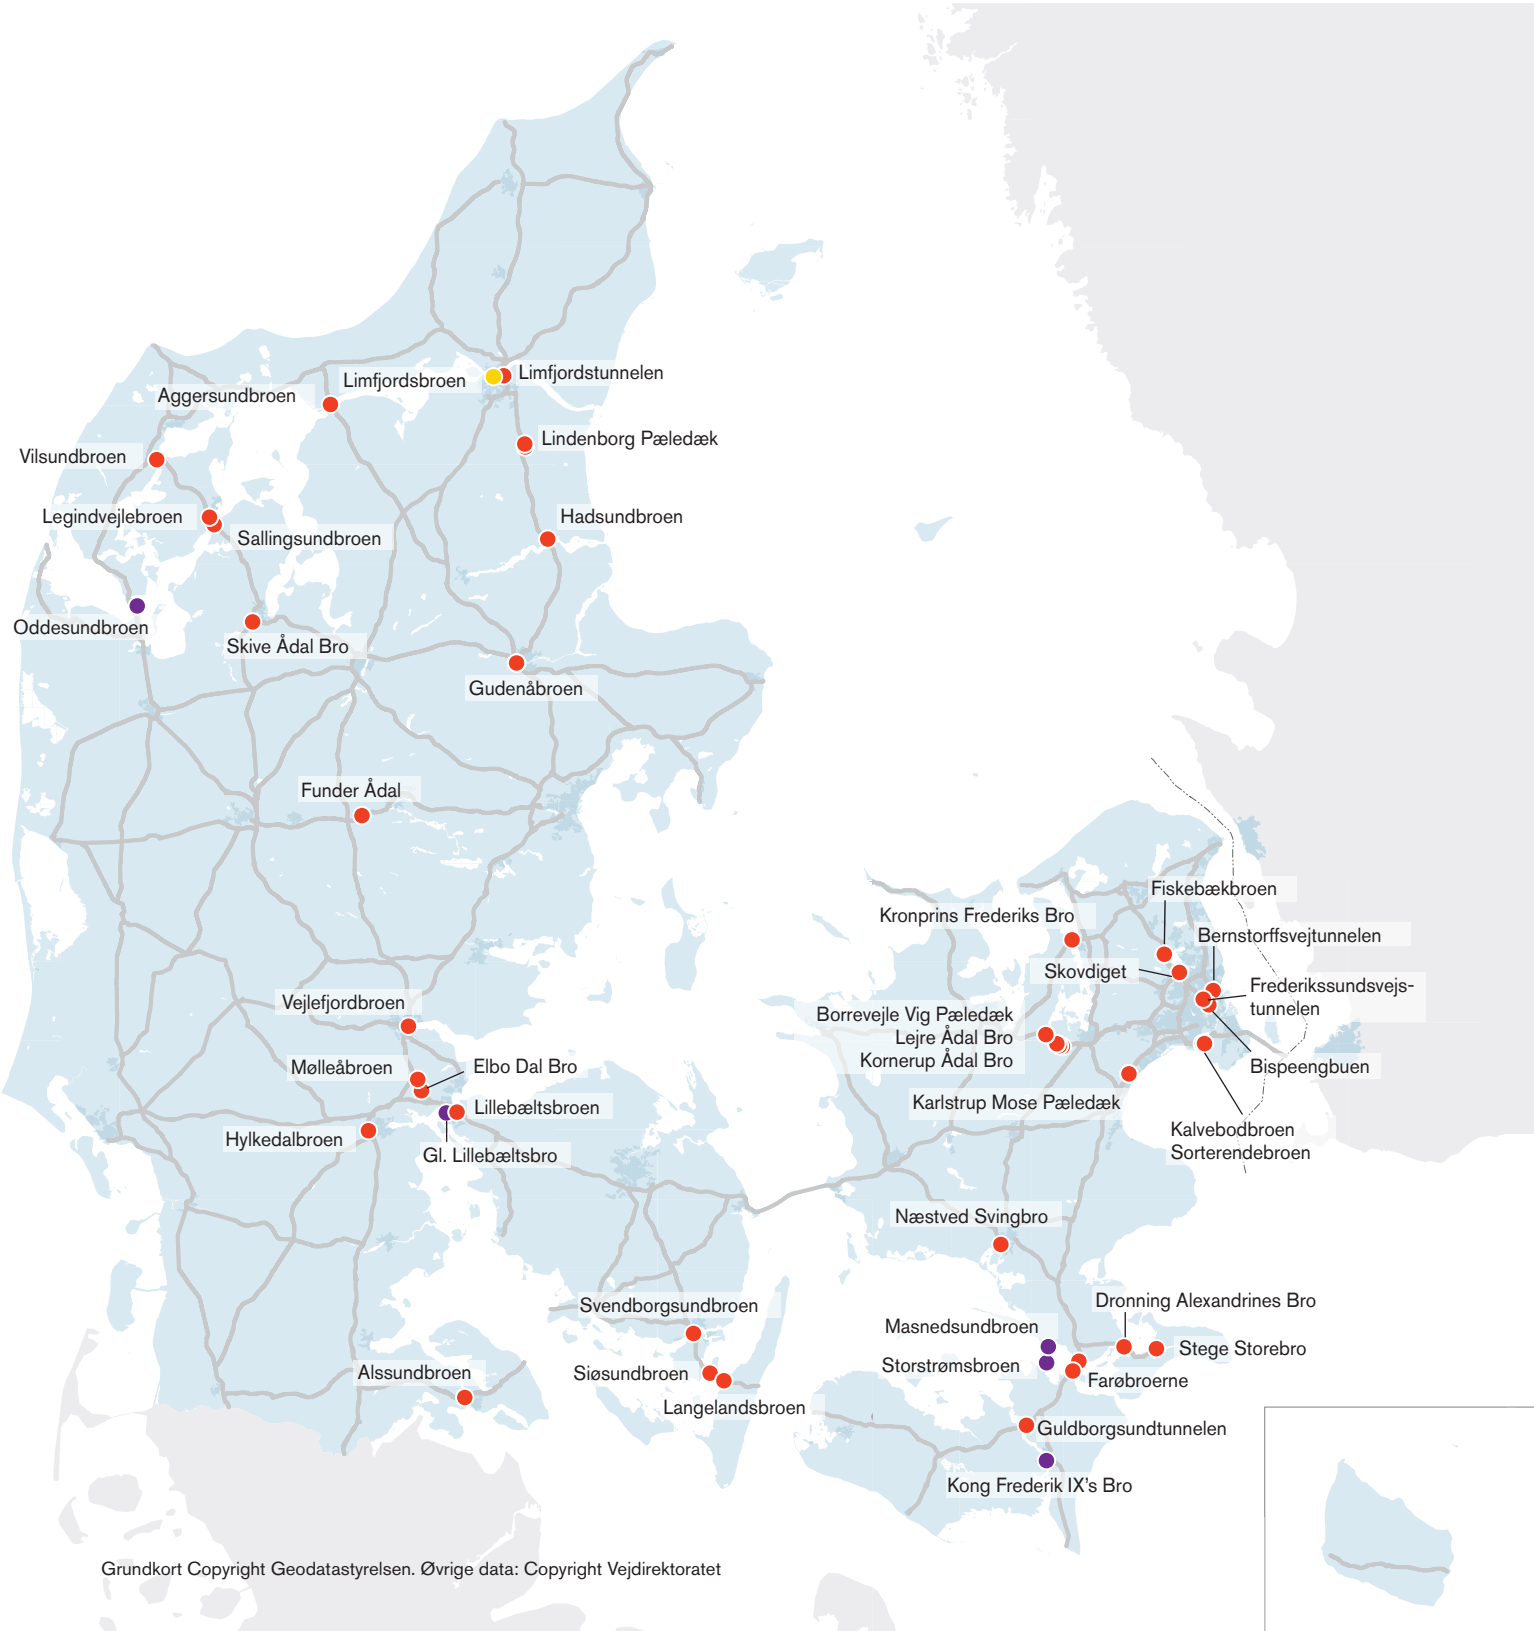 Limfjordstunnelen
Limfjordsbroen
Aggersundbroen
Lindenborg Pæledæk
Vilsundbroen
Legindvejlebroen
Hadsundbroen
Sallingsundbroen
Oddesundbroen
Skive Ådal Bro
Gudenåbroen
Funder Ådal
Fiskebækbroen
Kronprins Frederiks Bro
Bernstorffsvejtunnelen
Skovdiget
Frederikssundsvejs-
tunnelen
Vejlefjordbroen
Borrevejle Vig Pæledæk
Lejre Ådal Bro
Kornerup Ådal Bro
Mølleåbroen
Elbo Dal Bro
Bispeengbuen
Karlstrup Mose Pæledæk
Lillebæltsbroen
Hylkedalbroen
Gl. Lillebæltsbro
Kalvebodbroen
Sorterendebroen
Næstved Svingbro
Svendborgsundbroen
Dronning Alexandrines Bro
Masnedsundbroen
Stege Storebro
Storstrømsbroen
Alssundbroen
Siøsundbroen
Farøbroerne
Langelandsbroen
Guldborgsundtunnelen
Kong Frederik IX's Bro
Grundkort Copyright Geodatastyrelsen. Øvrige data: Copyright Vejdirektoratet